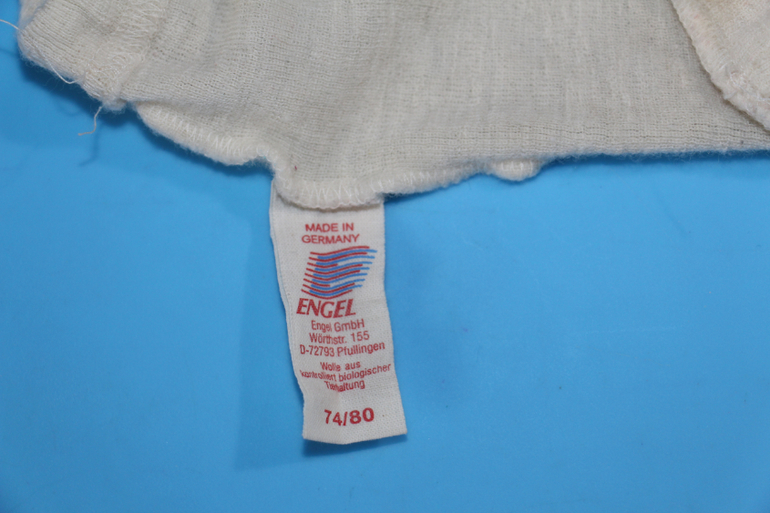 MADE IN
GERMANY
ENGEL
Engel GmbH
Wörthstr. 155
D-72793 Pfullingen
Wolle aus
kontrolliert biologischer
Tierhaltung
74/80